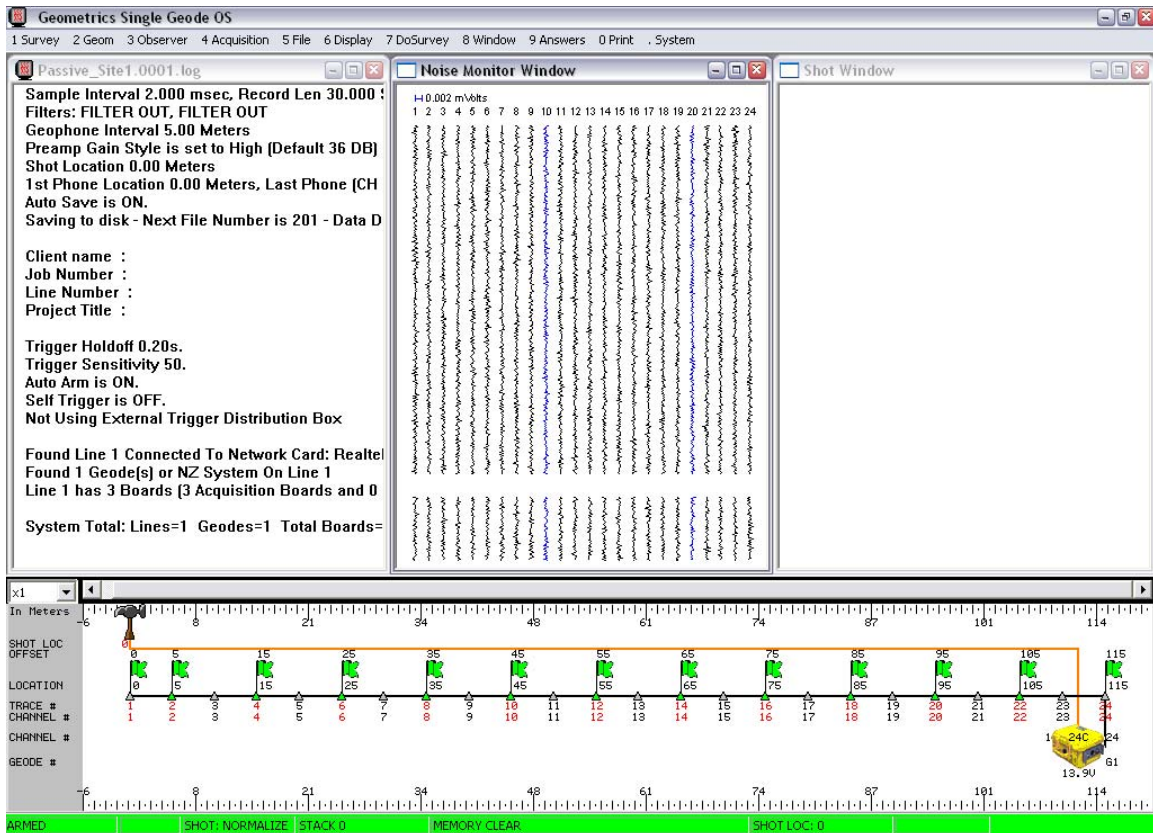 Geometrics Single Geode OS
1 Survey 2 Geom 3 Observer 4 Acquisition 5 File 6 Display 7 DoSurvey 8 Window 9 Answers 0 Print . System
Passive_Site1.0001.log
Sample Interval 2.000 msec, Record Len 30.000
Filters: FILTER OUT, FILTER OUT
Geophone Interval 5.00 Meters
Preamp Gain Style is set to High (Default 36 DB)
Shot Location 0.00 Meters
1st Phone Location 0.00 Meters, Last Phone (CH
Auto Save is ON.
Saving to disk - Next File Number is 201 - Data D
Client name :
Job Number :
Line Number :
Project Title :
Trigger Holdoff 0.20s.
Trigger Sensitivity 50.
Auto Arm is ON.
Self Trigger is OFF.
Not Using External Trigger Distribution Box
Found Line 1 Connected To Network Card: Realte
Found 1 Geode(s) or NZ System On Line 1
Line 1 has 3 Boards (3 Acquisition Boards and 0
System Total: Lines=1 Geodes=1 Total Boards=
Noise Monitor Window
0.002 mVolts
1 2 3 4 5 6 7 8 9 10 11 12 13 14 15 16 17 18 19 20 21 22 23 24
Shot Window
x1
In Meters
-6 8 21 34 48 61 74 87 101 114
SHOT LOC 0
OFFSET 0 5 15 25 35 45 55 65 75 85 95 105 115
LOCATION 0 5 15 25 35 45 55 65 75 85 95 105 115
TRACE # 1 2 3 4 5 6 7 8 9 10 11 12 13 14 15 16 17 18 19 20 21 22 23 24
CHANNEL # 1 2 3 4 5 6 7 8 9 10 11 12 13 14 15 16 17 18 19 20 21 22 23 24
CHANNEL # 1 24C 24
GEODE # G1
13.9V
-6 8 21 34 48 61 74 87 101 114
ARMED SHOT: NORMALIZE STACK 0 MEMORY CLEAR SHOT LOC: 0